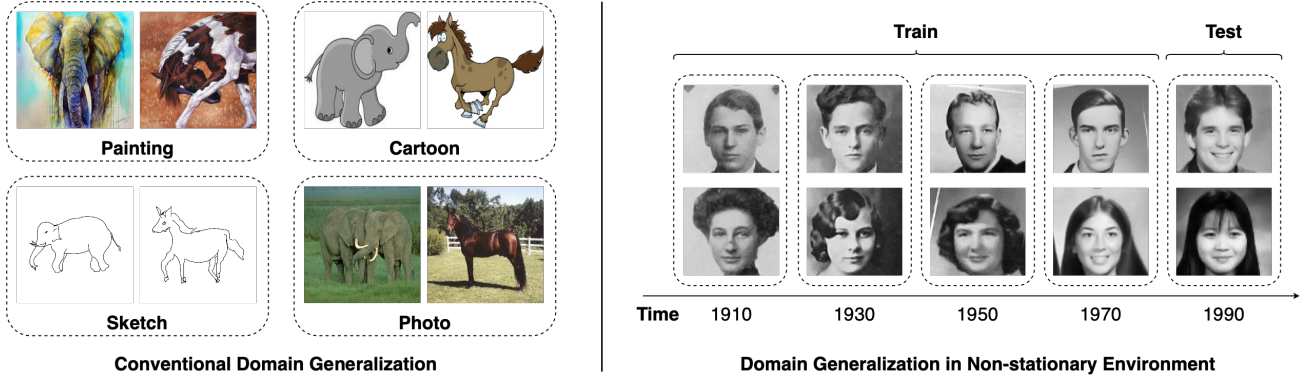 Painting
Cartoon
Sketch
Photo
Conventional Domain Generalization
Train
Test
Time
1910
1930
1950
1970
1990
Domain Generalization in Non-stationary Environment